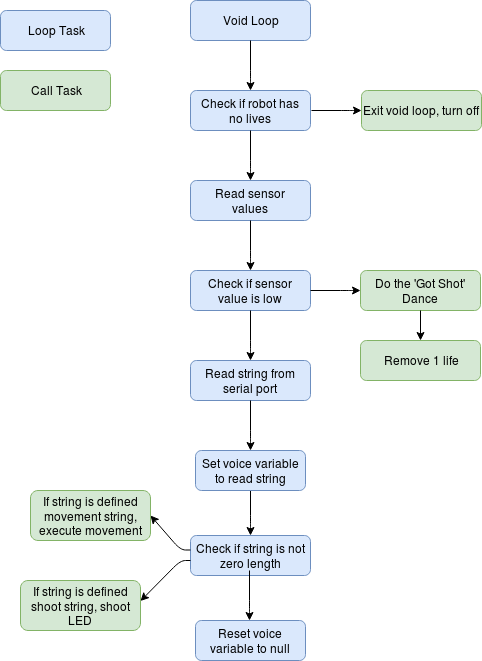 Loop Task
Void Loop
Call Task
Check if robot has
no lives
Exit void loop, turn off
Read sensor
values
Check if sensor
value is low
Do the 'Got Shot'
Dance
Remove 1 life
Read string from
serial port
Set voice variable
to read string
If string is defined
movement string,
execute movement
Check if string is not
zero length
If string is defined
shoot string, shoot
LED
Reset voice
variable to null